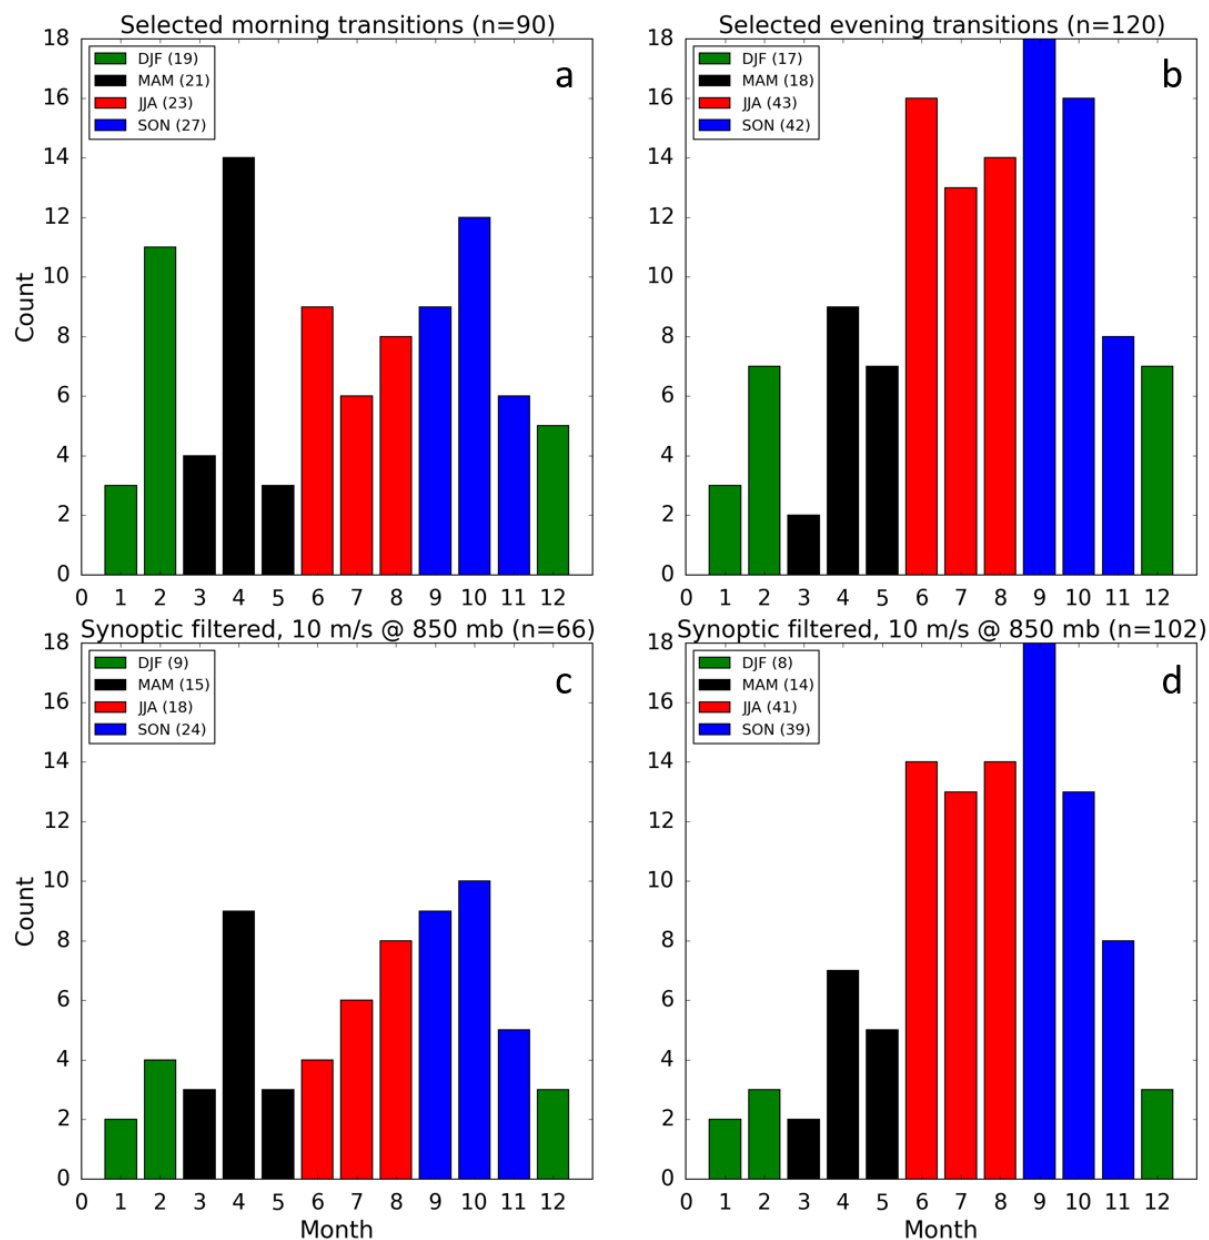 Selected morning transitions (n=90)
DJF (19)
MAM (21)
JJA (23)
SON (27)
a
18
16
14
12
10
8
6
4
2
0
Count
0 1 2 3 4 5 6 7 8 9 10 11 12
Selected evening transitions (n=120)
DJF (17)
MAM (18)
JJA (43)
SON (42)
b
18
16
14
12
10
8
6
4
2
0
0 1 2 3 4 5 6 7 8 9 10 11 12
Synoptic filtered, 10 m/s @ 850 mb (n=66)
DJF (9)
MAM (15)
JJA (18)
SON (24)
c
18
16
14
12
10
8
6
4
2
0
Count
0 1 2 3 4 5 6 7 8 9 10 11 12
Month
Synoptic filtered, 10 m/s @ 850 mb (n=102)
DJF (8)
MAM (14)
JJA (41)
SON (39)
d
18
16
14
12
10
8
6
4
2
0
0 1 2 3 4 5 6 7 8 9 10 11 12
Month